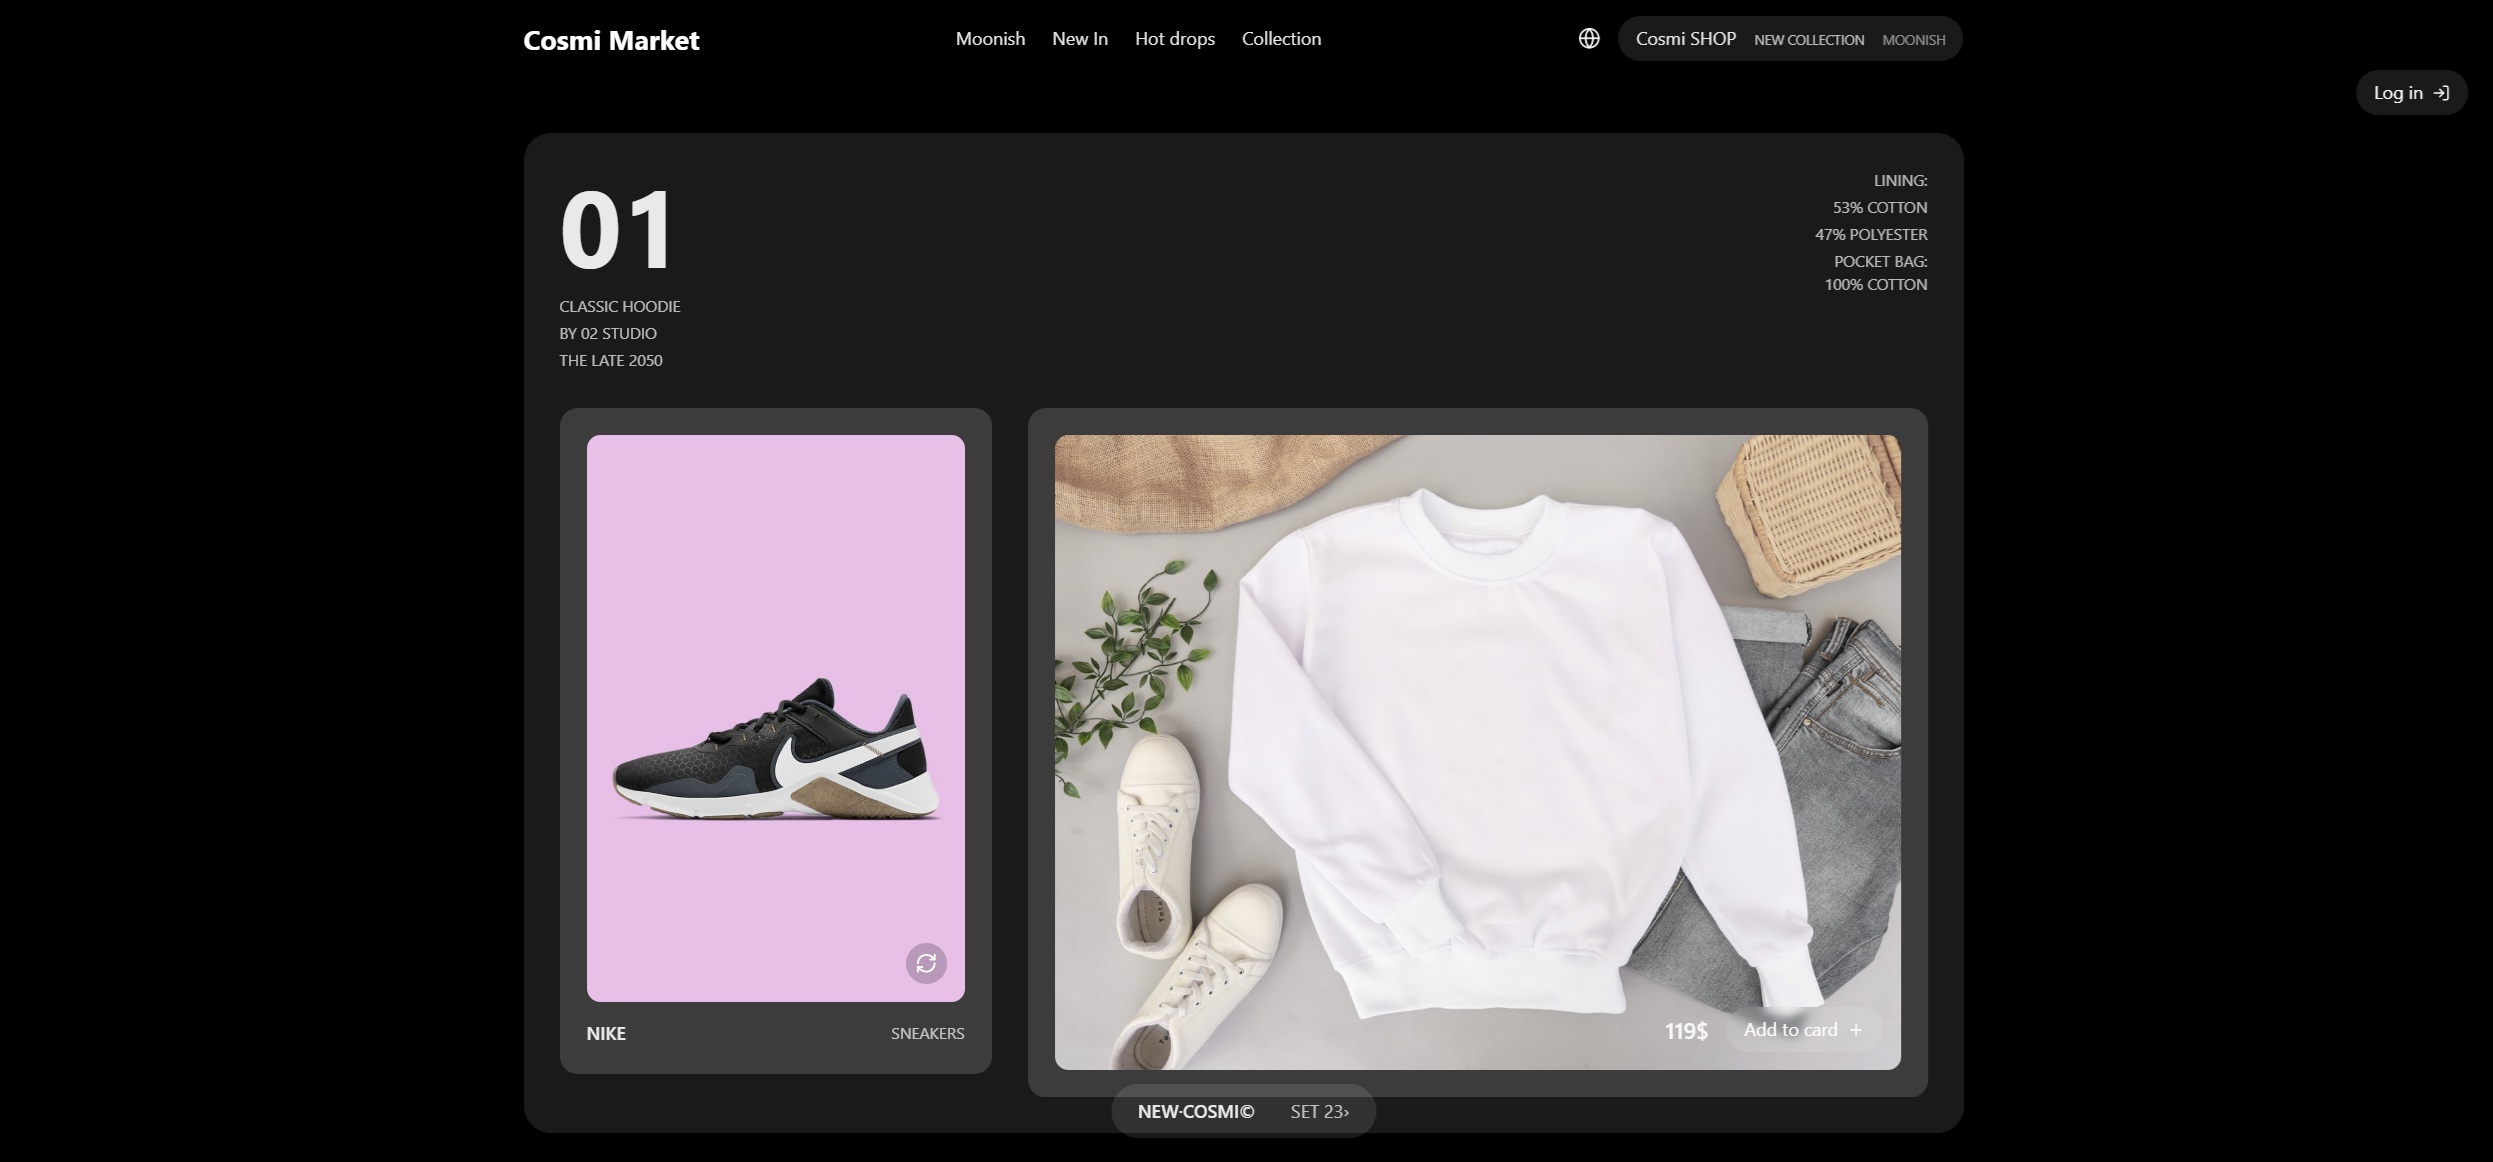 Cosmi Market
Moonish New In Hot drops Collection
Cosmi SHOP NEW COLLECTION MOONISH
Log in
01
CLASSIC HOODIE
BY 02 STUDIO
THE LATE 2050
LINING:
53% COTTON
47% POLYESTER
POCKET BAG:
100% COTTON
NIKE SNEAKERS
119$ Add to card +
NEW·COSMI© SET 23›